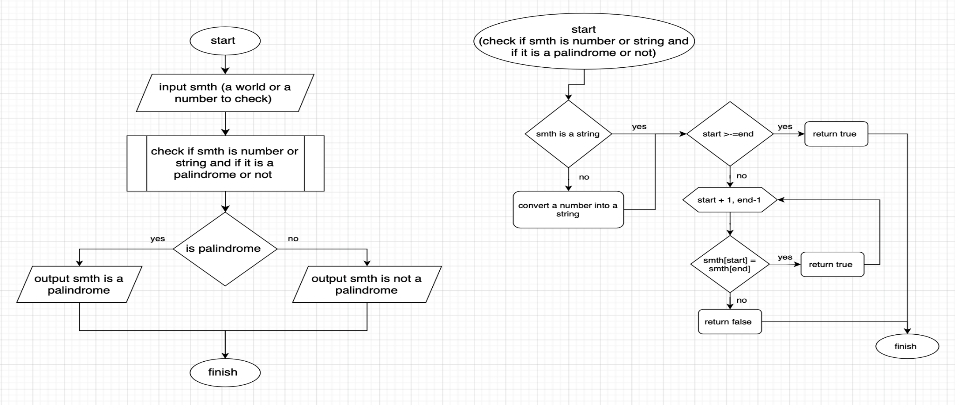 start
input smth (a world or a
number to check)
check if smth is number or
string and if it is a
palindrome or not
is palindrome
yes
no
output smth is a
palindrome
output smth is not a
palindrome
finish
start
(check if smth is number or string and
if it is a palindrome or not)
smth is a string
yes
no
convert a number into a
string
start >-=end
yes
return true
no
start + 1, end-1
smth[start] =
smth[end]
yes
return true
no
return false
finish